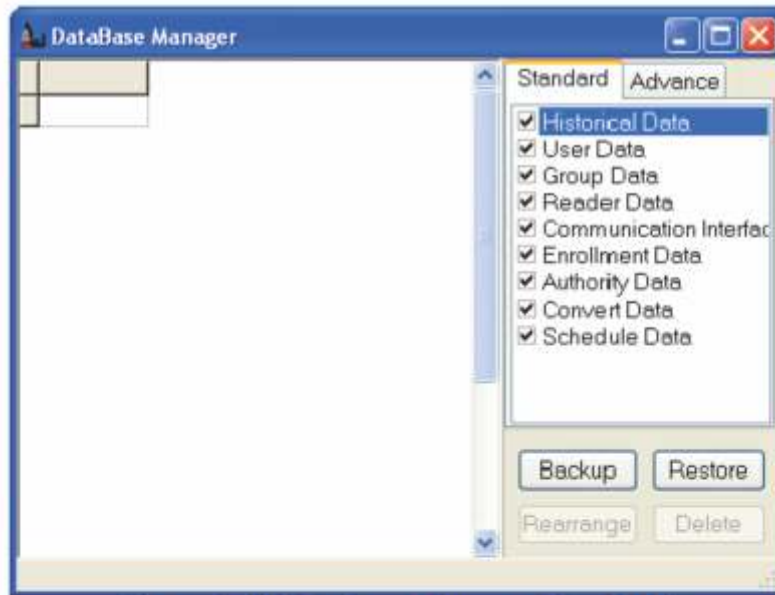 DataBase Manager
Standard Advance
Historical Data
User Data
Group Data
Reader Data
Communication Interfac
Enrollment Data
Authority Data
Convert Data
Schedule Data
Backup Restore
Rearrange Delete